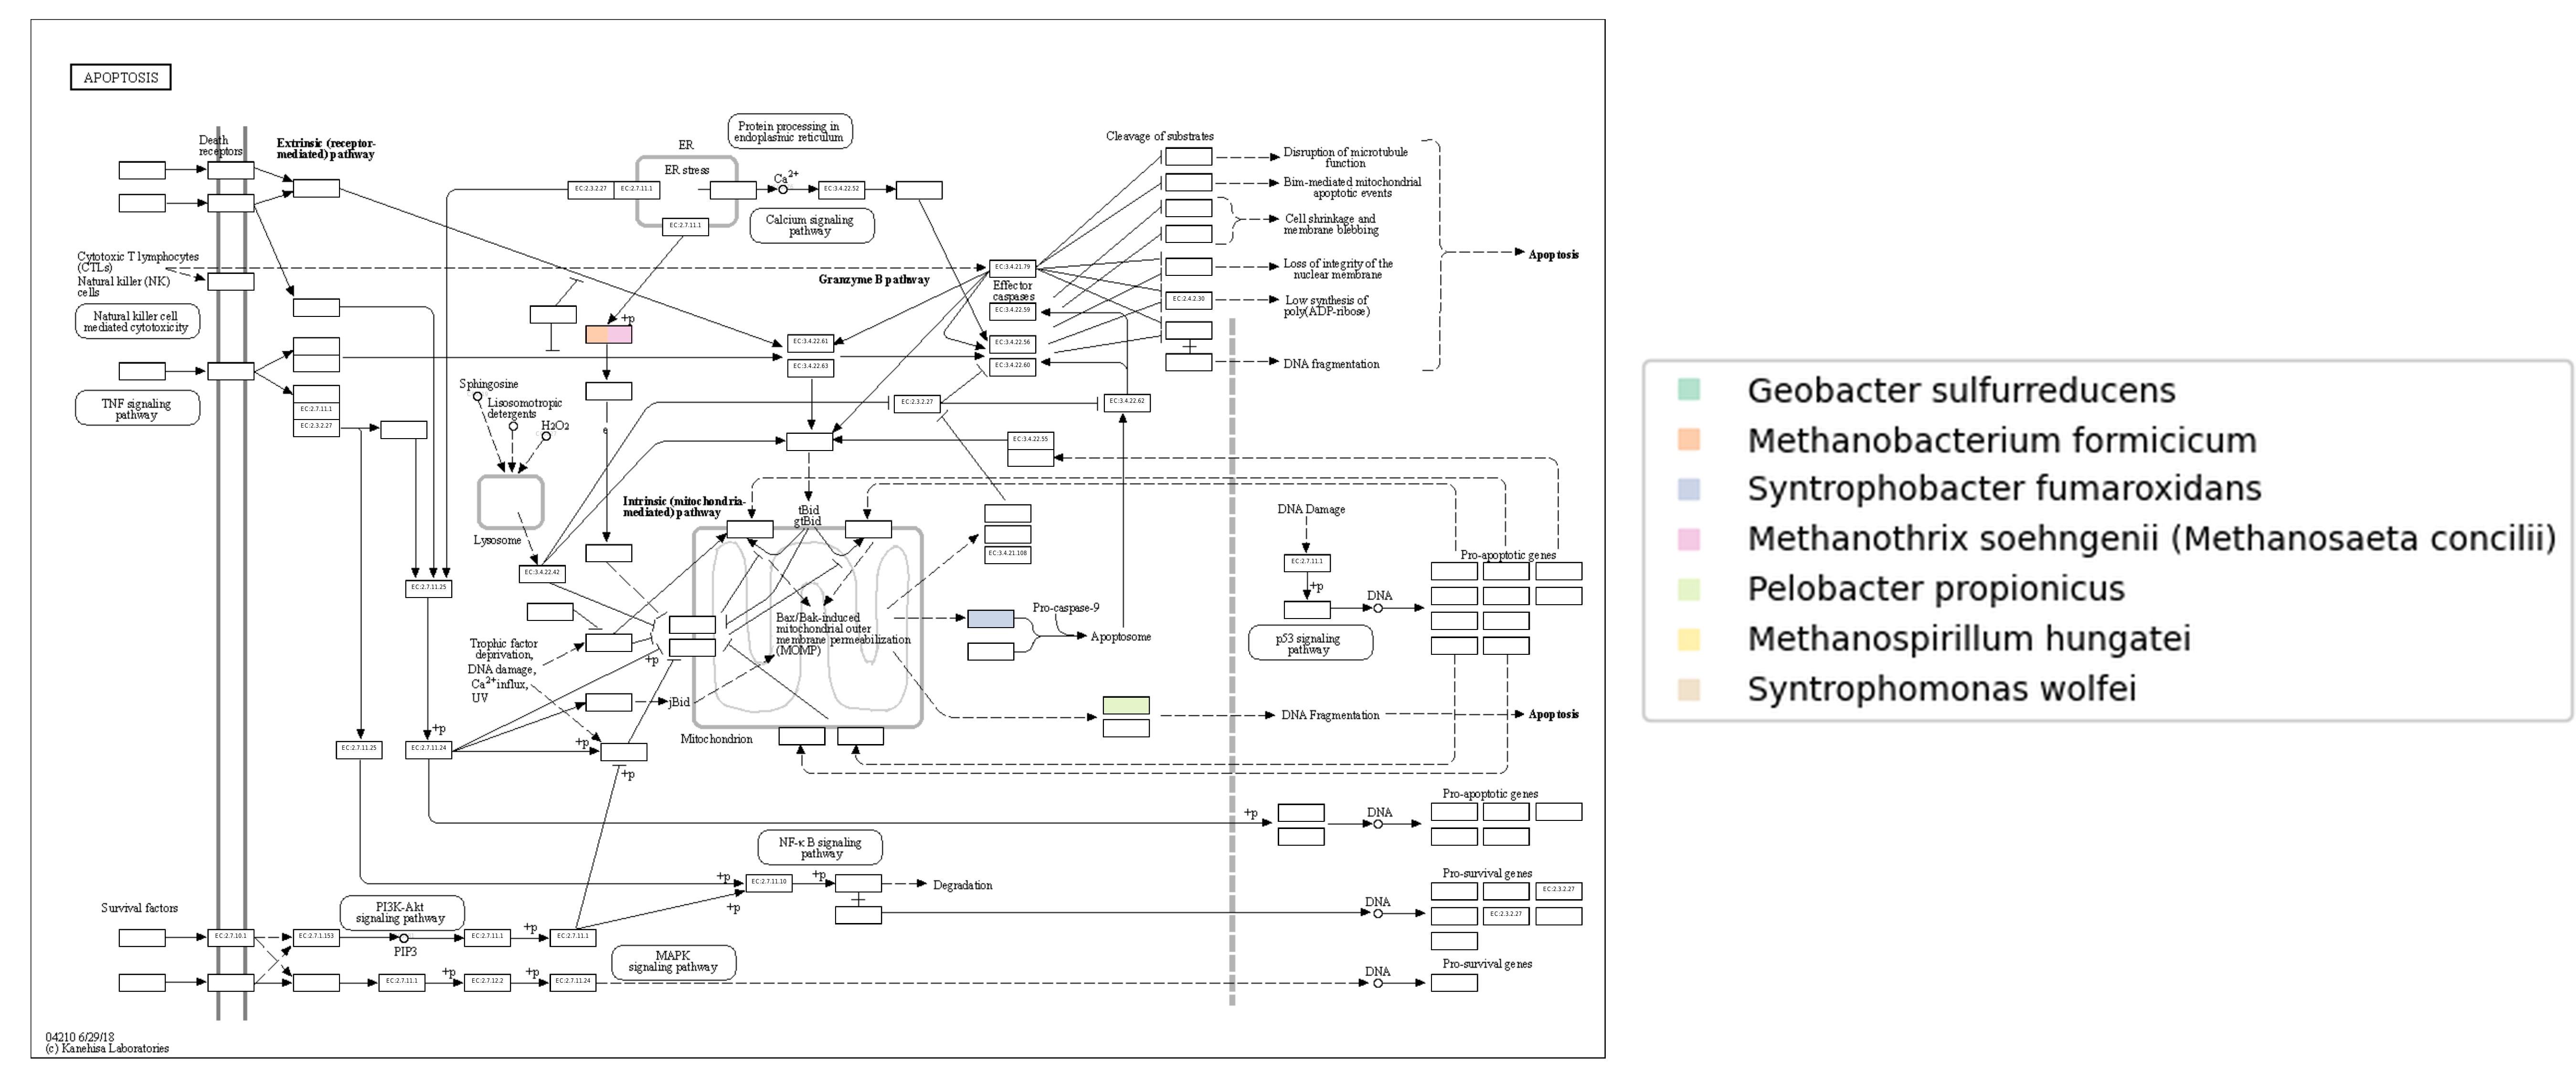 APOPTOSIS
Death
receptors
Extrinsic (receptor-
mediated) pathway
ER
Protein processing in
endoplasmic reticulum
ER stress
EC:2.3.2.27
EC:2.7.11.1
Ca2+
EC:3.4.22.52
EC:2.7.11.1
Calcium signaling
pathway
Cleavage of substrates
Disruption of microtubule
function
Bim-mediated mitochondrial
apoptotic events
Cell shrinkage and
membrane blebbing
Loss of integrity of the
nuclear membrane
EC:2.4.2.30
Low synthesis of
poly(ADP-ribose)
DNA fragmentation
Apoptosis
Cytotoxic T lymphocytes
(CTLs)
Natural killer (NK)
cells
Natural killer cell
mediated cytotoxicity
Granzyme B pathway
EC:3.4.21.79
Effector
caspases
EC:3.4.22.59
EC:3.4.22.56
EC:3.4.22.60
+p
EC:3.4.22.61
EC:3.4.22.63
TNF signaling
pathway
EC:2.7.11.1
EC:2.3.2.27
Sphingosine
Lisosomotropic
detergents
H2O2
e
EC:2.3.2.27
EC:3.4.22.62
EC:3.4.22.55
Lysosome
EC:3.4.22.42
Intrinsic (mitochondria-
mediated) pathway
tBid
gtBid
EC:3.4.21.108
DNA Damage
EC:2.7.11.1
+p
DNA
Pro-apoptotic genes
p53 signaling
pathway
EC:2.7.11.25
Trophic factor
deprivation,
DNA damage,
Ca2+influx,
UV
+p
Bax/Bak-induced
mitochondrial outer
membrane permeabilization
(MOMP)
Pro-caspase-9
Apoptosome
jBid
Mitochondrion
DNA Fragmentation
Apoptosis
EC:2.7.11.25
+p
EC:2.7.11.24
+p
+p
+p
DNA
Pro-apoptotic genes
NF-κB signaling
pathway
+p
EC:2.7.11.10
+p
Degradation
+p
Pro-survival genes
EC:2.3.2.27
DNA
EC:2.3.2.27
Survival factors
PI3K-Akt
signaling pathway
EC:2.7.10.1
EC:2.7.1.153
PIP3
EC:2.7.11.1
+p
EC:2.7.11.1
MAPK
signaling pathway
EC:2.7.11.1
+p
EC:2.7.12.2
+p
EC:2.7.11.24
DNA
Pro-survival genes
04210 6/29/18
(c) Kanehisa Laboratories
Geobacter sulfurreducens
Methanobacterium formicicum
Syntrophobacter fumaroxidans
Methanothrix soehngenii (Methanosaeta concilii)
Pelobacter propionicus
Methanospirillum hungatei
Syntrophomonas wolfei